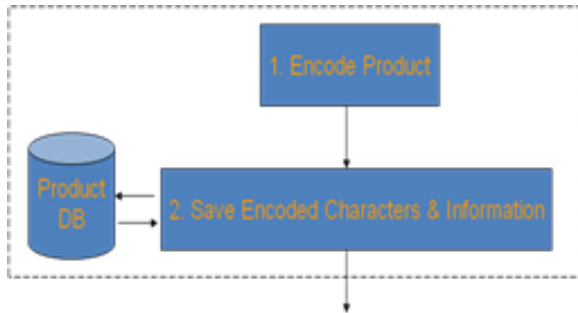 1. Encode Product
Product
DB
2. Save Encoded Characters & Information